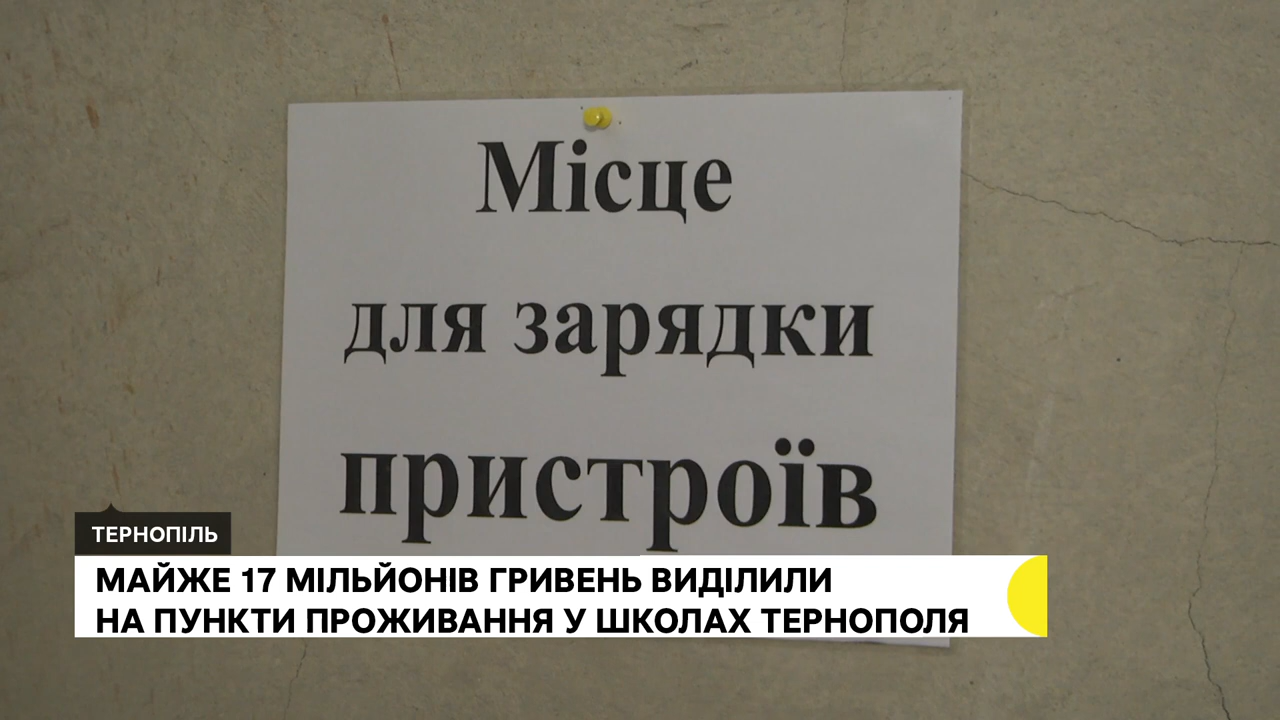 Місце
для зарядки
пристроїв
ТЕРНОПІЛЬ
МАЙЖЕ 17 МІЛЬЙОНІВ ГРИВЕНЬ ВИДІЛИЛИ
НА ПУНКТИ ПРОЖИВАННЯ У ШКОЛАХ ТЕРНОПОЛЯ